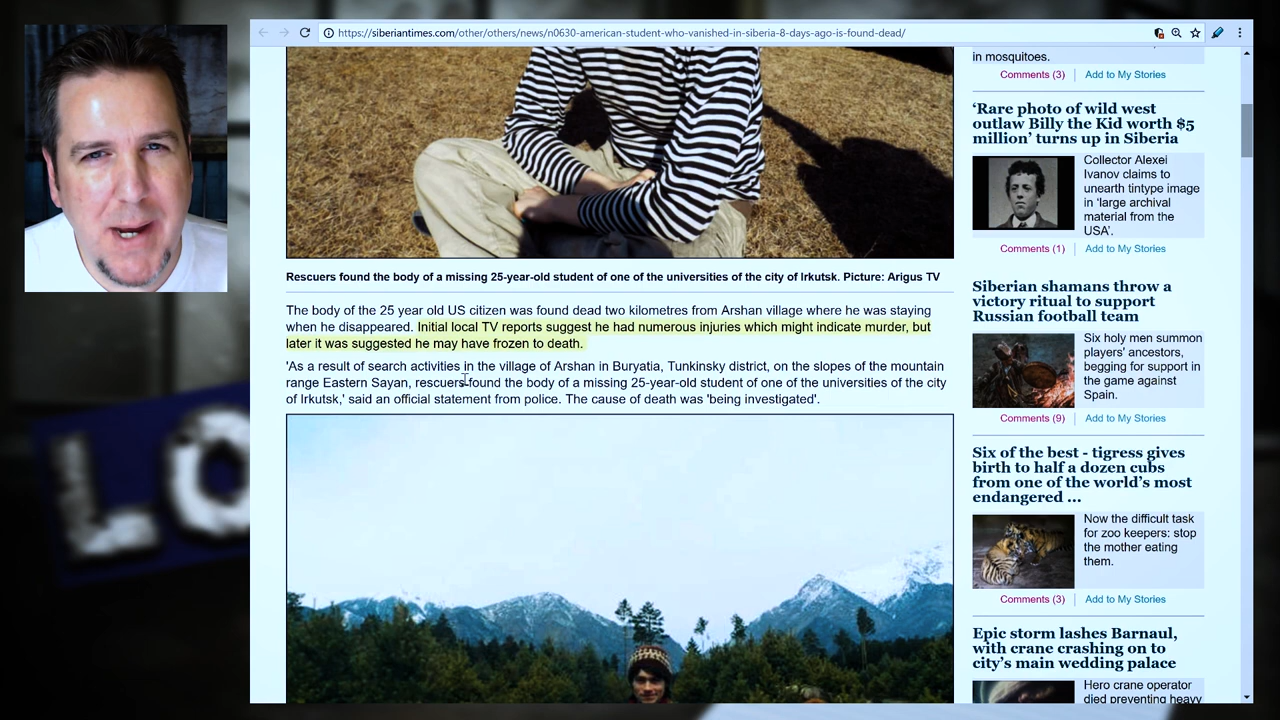 https://siberiantimes.com/other/others/news/n0630-american-student-who-vanished-in-siberia-8-days-ago-is-found-dead/
Rescuers found the body of a missing 25-year-old student of one of the universities of the city of Irkutsk. Picture: Arigus TV
The body of the 25 year old US citizen was found dead two kilometres from Arshan village where he was staying
when he disappeared. Initial local TV reports suggest he had numerous injuries which might indicate murder, but
later it was suggested he may have frozen to death.
'As a result of search activities in the village of Arshan in Buryatia, Tunkinsky district, on the slopes of the mountain
range Eastern Sayan, rescuers found the body of a missing 25-year-old student of one of the universities of the city
of Irkutsk,' said an official statement from police. The cause of death was 'being investigated'.
in mosquitoes.
Comments (3) Add to My Stories
‘Rare photo of wild west
outlaw Billy the Kid worth $5
million’ turns up in Siberia
Collector Alexei
Ivanov claims to
unearth tintype image
in ‘large archival
material from the
USA’.
Comments (1) Add to My Stories
Siberian shamans throw a
victory ritual to support
Russian football team
Six holy men summon
players’ ancestors,
begging for support in
the game against
Spain.
Comments (9) Add to My Stories
Six of the best - tigress gives
birth to half a dozen cubs
from one of the world’s most
endangered ...
Now the difficult task
for zoo keepers: stop
the mother eating
them.
Comments (3) Add to My Stories
Epic storm lashes Barnaul,
with crane crashing on to
city’s main wedding palace
Hero crane operator
died preventing heavy
LO